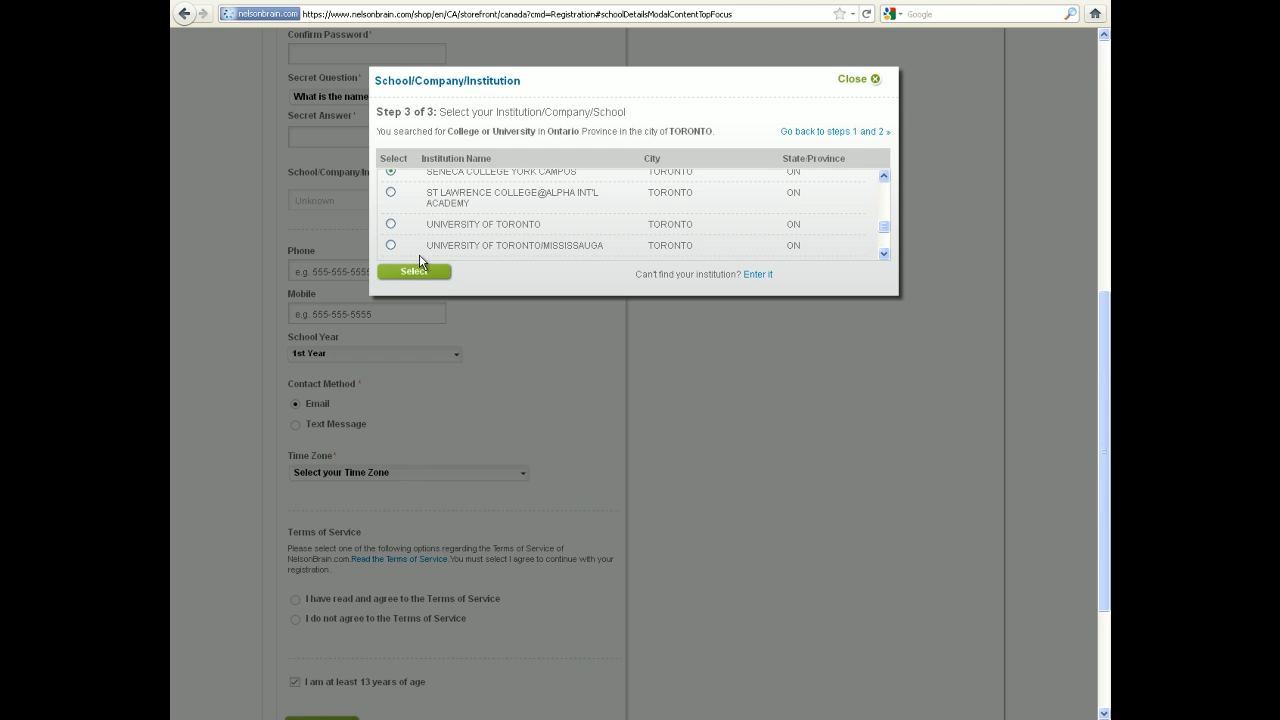 nelsonbrain.com
https://www.nelsonbrain.com/shop/en/CA/storefront/canada?cmd=Registration#schoolDetailsModalContentTopFocus
Google
Confirm Password*
Secret Question*
What is the name
Secret Answer*
School/Company/In
Unknown
School/Company/Institution
Close
Step 3 of 3: Select your Institution/Company/School
You searched for College or University in Ontario Province in the city of TORONTO.
Go back to steps 1 and 2 »
Select Institution Name City State/Province
SENECA COLLEGE YORK CAMPUS TORONTO ON
ST LAWRENCE COLLEGE@ALPHA INT'L TORONTO ON
ACADEMY
UNIVERSITY OF TORONTO TORONTO ON
UNIVERSITY OF TORONTO/MISSISSAUGA TORONTO ON
Select
Can't find your institution? Enter it
Phone
e.g. 555-555
Mobile
e.g. 555-555-5555
School Year
1st Year
Contact Method *
Email
Text Message
Time Zone*
Select your Time Zone
Terms of Service
Please select one of the following options regarding the Terms of Service of
NelsonBrain.com.Read the Terms of Service.You must select I agree to continue with your
registration.
I have read and agree to the Terms of Service
I do not agree to the Terms of Service
I am at least 13 years of age